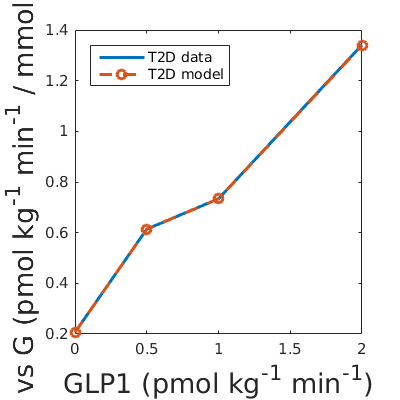 vs G (pmol kg⁻¹ min⁻¹ / mmol
1.4
1.2
1
0.8
0.6
0.4
0.2
T2D data
T2D model
0 0.5 1 1.5 2
GLP1 (pmol kg⁻¹ min⁻¹)